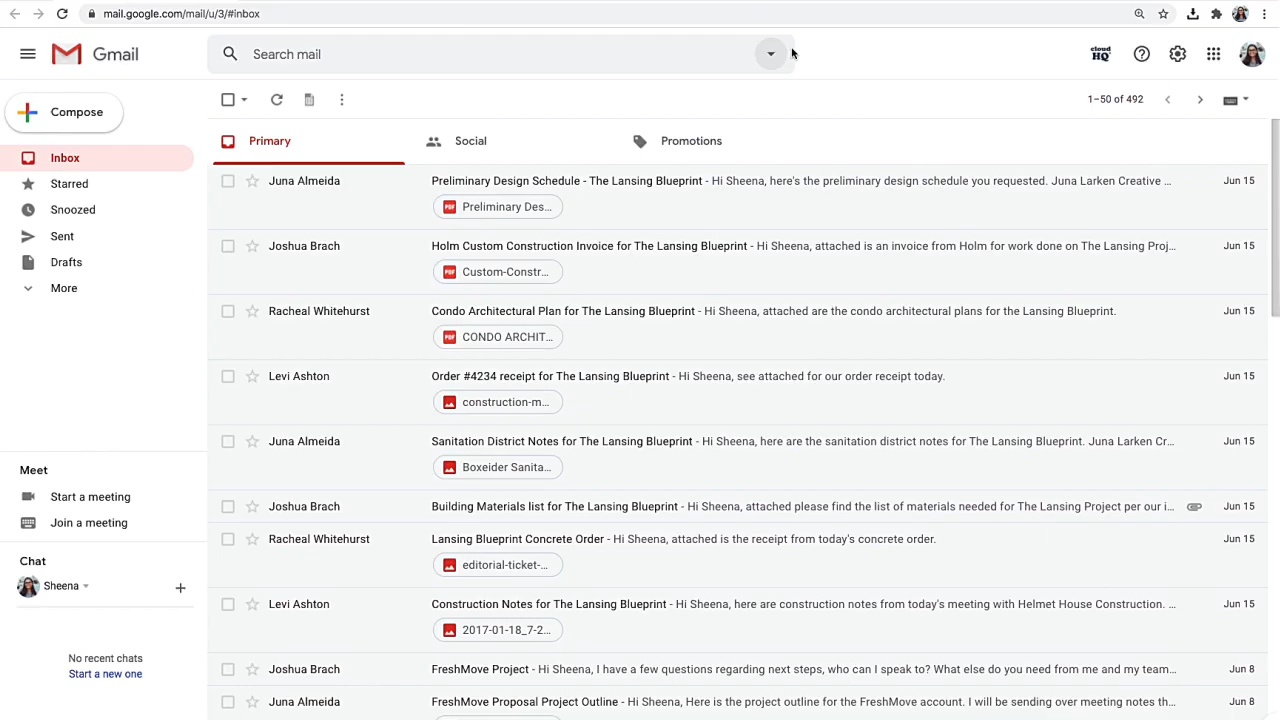 mail.google.com/mail/u/3/#inbox
Gmail
Search mail
cloud
HQ
Compose
1–50 of 492
Inbox
Starred
Snoozed
Sent
Drafts
More
Primary
Social
Promotions
Juna Almeida Preliminary Design Schedule - The Lansing Blueprint - Hi Sheena, here's the preliminary design schedule you requested. Juna Larken Creative ... Jun 15
Preliminary Des...
Joshua Brach Holm Custom Construction Invoice for The Lansing Blueprint - Hi Sheena, attached is an invoice from Holm for work done on The Lansing Proj... Jun 15
Custom-Constr...
Racheal Whitehurst Condo Architectural Plan for The Lansing Blueprint - Hi Sheena, attached are the condo architectural plans for the Lansing Blueprint. Jun 15
CONDO ARCHIT...
Levi Ashton Order #4234 receipt for The Lansing Blueprint - Hi Sheena, see attached for our order receipt today. Jun 15
construction-m...
Juna Almeida Sanitation District Notes for The Lansing Blueprint - Hi Sheena, here are the sanitation district notes for The Lansing Blueprint. Juna Larken Cr... Jun 15
Boxeider Sanita...
Joshua Brach Building Materials list for The Lansing Blueprint - Hi Sheena, attached please find the list of materials needed for The Lansing Project per our i... Jun 15
Racheal Whitehurst Lansing Blueprint Concrete Order - Hi Sheena, attached is the receipt from today's concrete order. Jun 15
editorial-ticket-...
Levi Ashton Construction Notes for The Lansing Blueprint - Hi Sheena, here are construction notes from today's meeting with Helmet House Construction. ... Jun 15
2017-01-18_7-2...
Joshua Brach FreshMove Project - Hi Sheena, I have a few questions regarding next steps, who can I speak to? What else do you need from me and my team... Jun 8
Juna Almeida FreshMove Proposal Project Outline - Hi Sheena, Here is the project outline for the FreshMove account. I will be sending over meeting notes th... Jun 8
Meet
Start a meeting
Join a meeting
Chat
Sheena
No recent chats
Start a new one
PDF
PDF
PDF